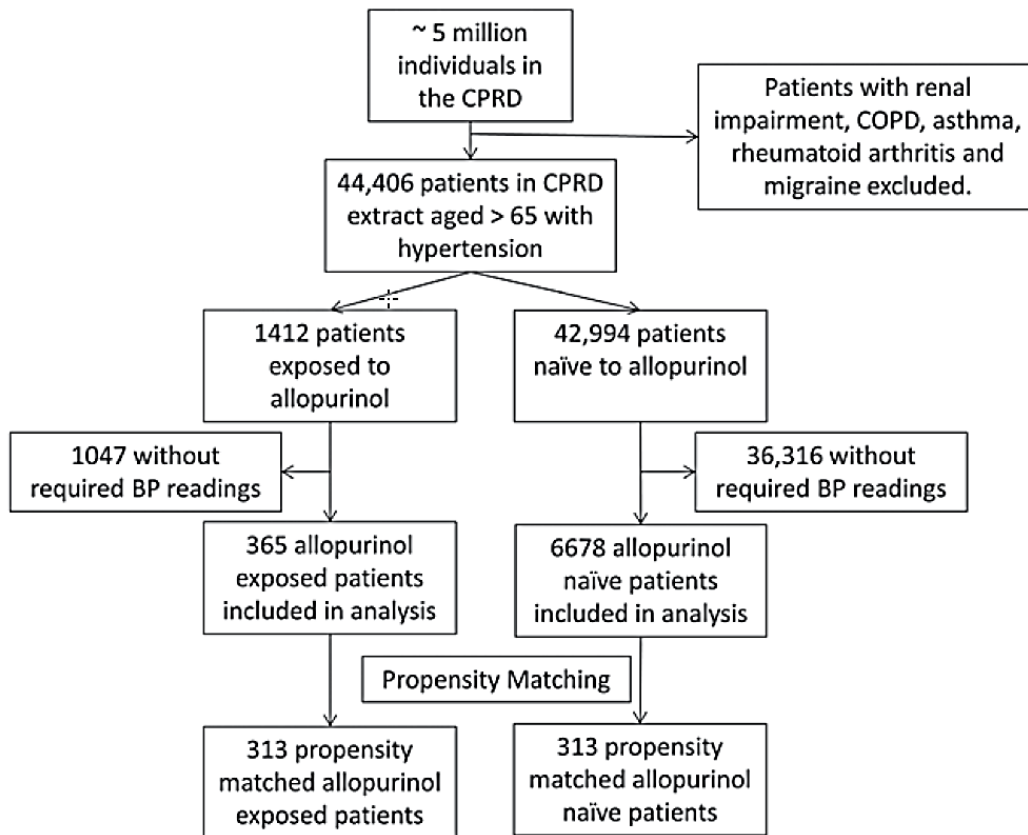 ~ 5 million
individuals in
the CPRD
Patients with renal
impairment, COPD, asthma,
rheumatoid arthritis and
migraine excluded.
44,406 patients in CPRD
extract aged > 65 with
hypertension
1412 patients
exposed to
allopurinol
42,994 patients
naïve to allopurinol
1047 without
required BP readings
36,316 without
required BP readings
365 allopurinol
exposed patients
included in analysis
6678 allopurinol
naïve patients
included in analysis
Propensity Matching
313 propensity
matched allopurinol
exposed patients
313 propensity
matched allopurinol
naïve patients